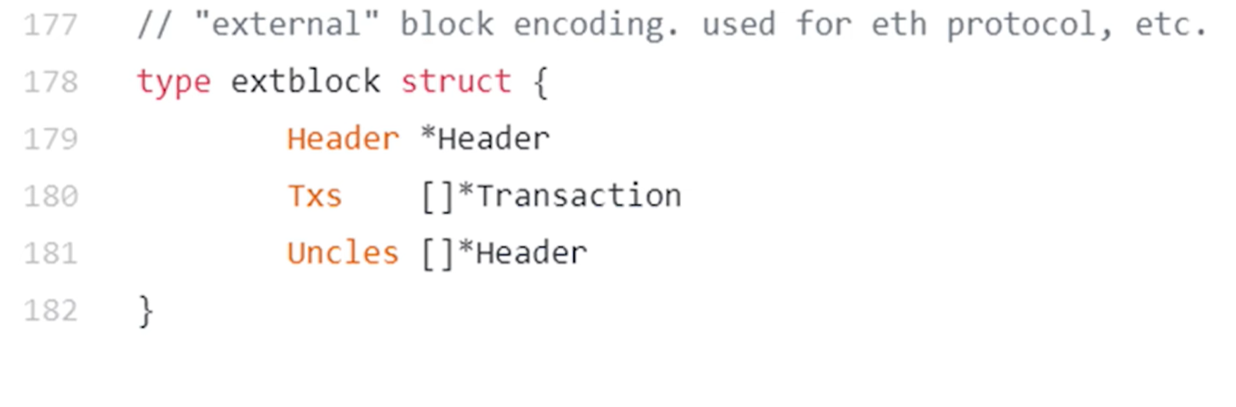 177 // "external" block encoding. used for eth protocol, etc.
178 type extblock struct {
179 Header *Header
180 Txs []*Transaction
181 Uncles []*Header
182 }